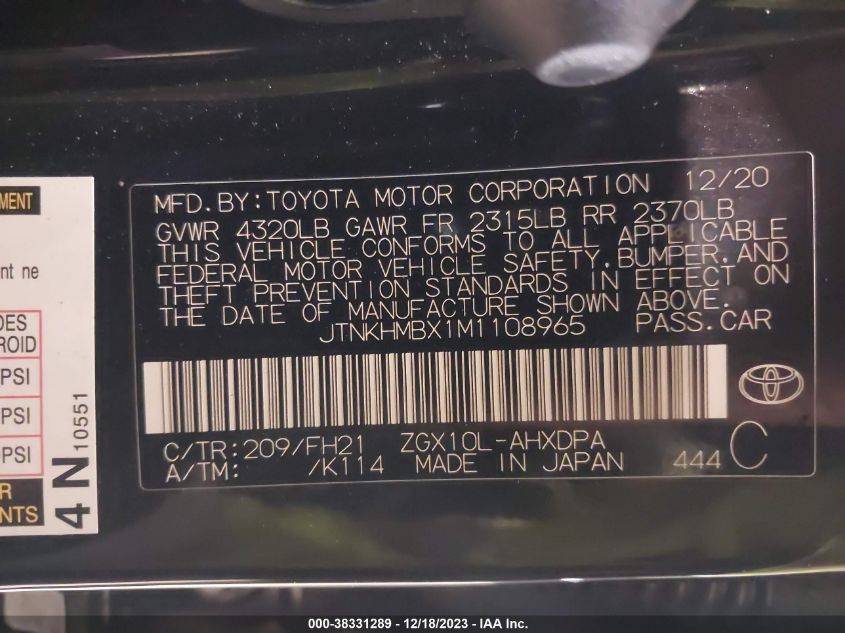 MFD.BY:TOYOTA MOTOR CORPORATION 12/20
GVWR 4320LB GAWR FR 2315LB RR 2370LB
THIS VEHICLE CONFORMS TO ALL APPLICABLE
FEDERAL MOTOR VEHICLE SAFETY,BUMPER,AND
THEFT PREVENTION STANDARDS IN EFFECT ON
THE DATE OF MANUFACTURE SHOWN ABOVE.
JTNKHMBX1M1108965 PASS.CAR
C/TR:209/FH21 ZGX10L-AHXDPA
A/TM: /K114 MADE IN JAPAN 444 C
MENT
nt ne
DES
ROID
PSI
PSI
PSI
R
NTS
4 N 10551
000-38331289 - 12/18/2023 - IAA Inc.